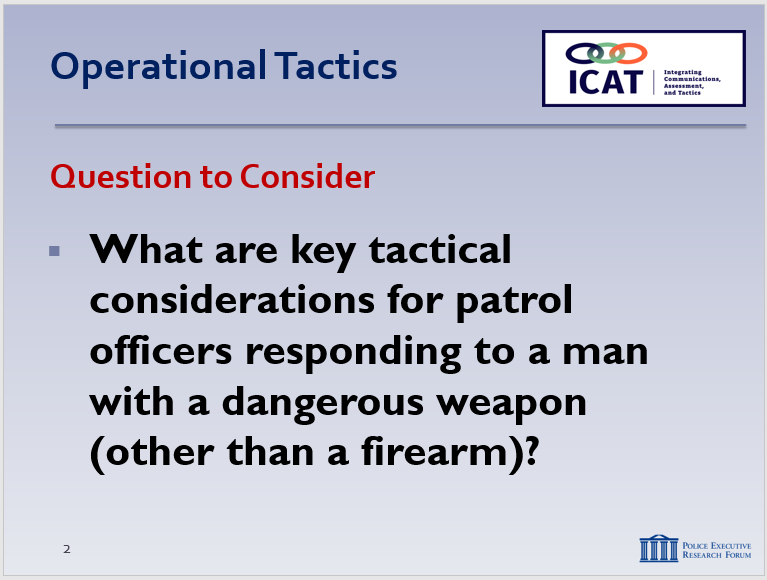 Operational Tactics
ICAT
Integrating
Communications,
Assessment,
and Tactics
Question to Consider
▪ What are key tactical
considerations for patrol
officers responding to a man
with a dangerous weapon
(other than a firearm)?
2
Police Executive
Research Forum